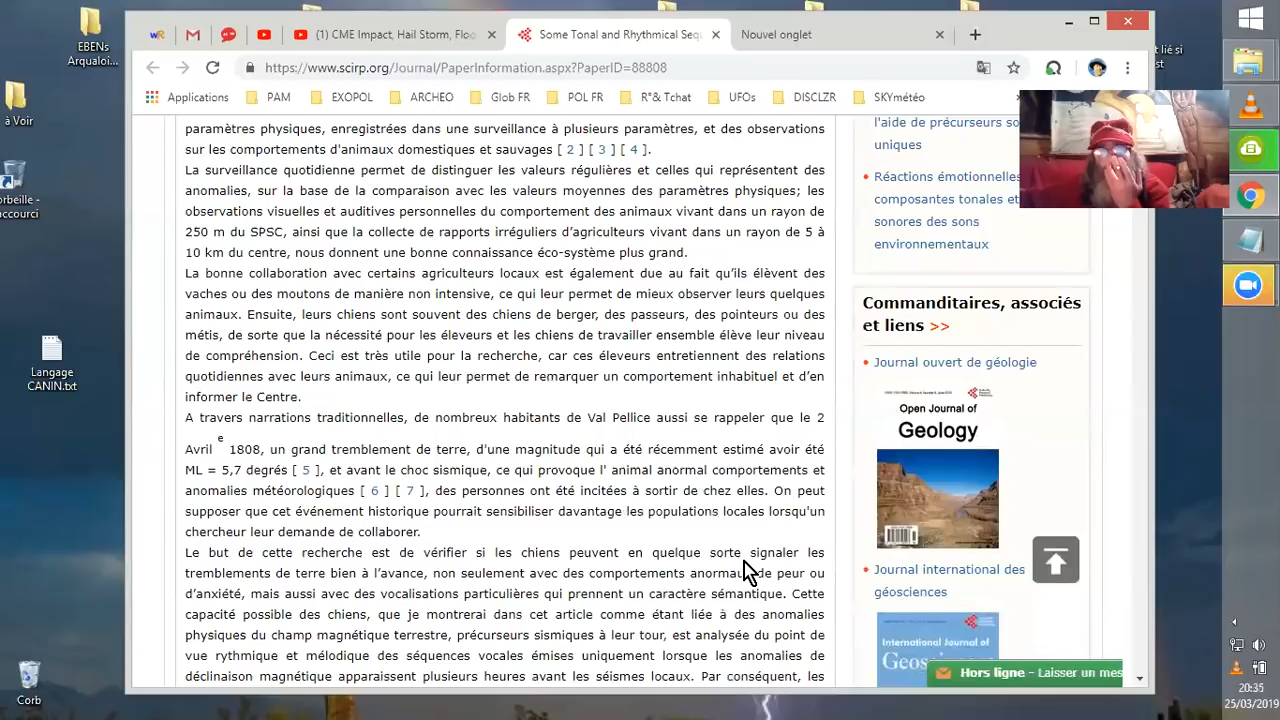 EBENs
Arqualoi...
à Voir
orbeille -
accourci
Langage
CANIN.txt
Corb
(1) CME Impact, Hail Storm, Floo
Some Tonal and Rhythmical Sequ
Nouvel onglet
https://www.scirp.org/Journal/PaperInformation.aspx?PaperID=88808
Applications
PAM
EXOPOL
ARCHEO
Glob FR
POL FR
R°& Tchat
UFOs
DISCLZR
SKYmétéo
paramètres physiques, enregistrées dans une surveillance à plusieurs paramètres, et des observations
sur les comportements d'animaux domestiques et sauvages [ 2 ] [ 3 ] [ 4 ].
La surveillance quotidienne permet de distinguer les valeurs régulières et celles qui représentent des
anomalies, sur la base de la comparaison avec les valeurs moyennes des paramètres physiques; les
observations visuelles et auditives personnelles du comportement des animaux vivant dans un rayon de
250 m du SPSC, ainsi que la collecte de rapports irréguliers d’agriculteurs vivant dans un rayon de 5 à
10 km du centre, nous donnent une bonne connaissance éco-système plus grand.
La bonne collaboration avec certains agriculteurs locaux est également due au fait qu’ils élèvent des
vaches ou des moutons de manière non intensive, ce qui leur permet de mieux observer leurs quelques
animaux. Ensuite, leurs chiens sont souvent des chiens de berger, des passeurs, des pointeurs ou des
métis, de sorte que la nécessité pour les éleveurs et les chiens de travailler ensemble élève leur niveau
de compréhension. Ceci est très utile pour la recherche, car ces éleveurs entretiennent des relations
quotidiennes avec leurs animaux, ce qui leur permet de remarquer un comportement inhabituel et d’en
informer le Centre.
A travers narrations traditionnelles, de nombreux habitants de Val Pellice aussi se rappeler que le 2
Avril e 1808, un grand tremblement de terre, d'une magnitude qui a été récemment estimé avoir été
ML = 5,7 degrés [ 5 ], et avant le choc sismique, ce qui provoque l' animal anormal comportements et
anomalies météorologiques [ 6 ] [ 7 ], des personnes ont été incitées à sortir de chez elles. On peut
supposer que cet événement historique pourrait sensibiliser davantage les populations locales lorsqu'un
chercheur leur demande de collaborer.
Le but de cette recherche est de vérifier si les chiens peuvent en quelque sorte signaler les
tremblements de terre bien à l’avance, non seulement avec des comportements anormaux de peur ou
d’anxiété, mais aussi avec des vocalisations particulières qui prennent un caractère sémantique. Cette
capacité possible des chiens, que je montrerai dans cet article comme étant liée à des anomalies
physiques du champ magnétique terrestre, précurseurs sismiques à leur tour, est analysée du point de
vue rythmique et mélodique des séquences vocales émises uniquement lorsque les anomalies de
déclinaison magnétique apparaissent plusieurs heures avant les séismes locaux. Par conséquent, les
l'aide de précurseurs so
uniques
Réactions émotionnelles
composantes tonales et
sonores des sons
environnementaux
Commanditaires, associés
et liens >>
Journal ouvert de géologie
Open Journal of
Geology
Journal international des
géosciences
International Journal of
Geosci
Hors ligne - Laisser un mes
lié si
st
20:35
25/03/2019